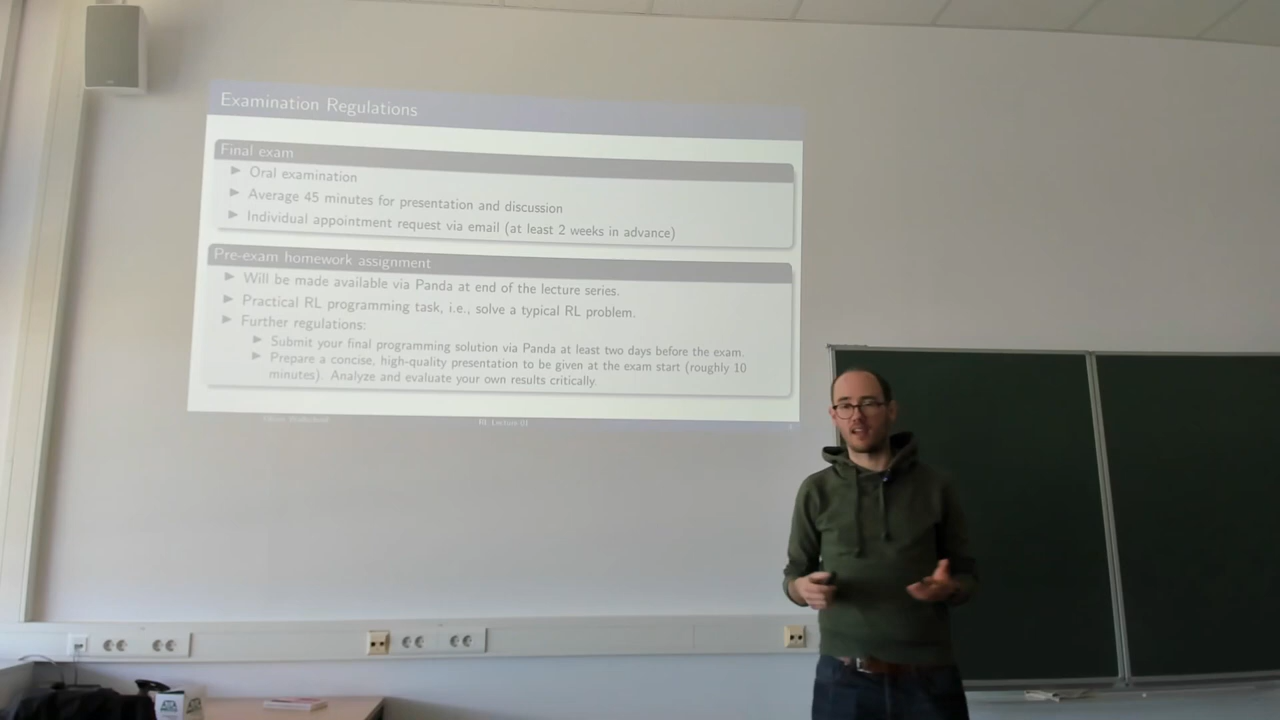 Examination Regulations
Final exam
▶ Oral examination
▶ Average 45 minutes for presentation and discussion
▶ Individual appointment request via email (at least 2 weeks in advance)
Pre-exam homework assignment
▶ Will be made available via Panda at end of the lecture series.
▶ Practical RL programming task, i.e., solve a typical RL problem.
▶ Further regulations:
▶ Submit your final programming solution via Panda at least two days before the exam.
▶ Prepare a concise, high-quality presentation to be given at the exam start (roughly 10
minutes). Analyze and evaluate your own results critically.
RL Lecture 01